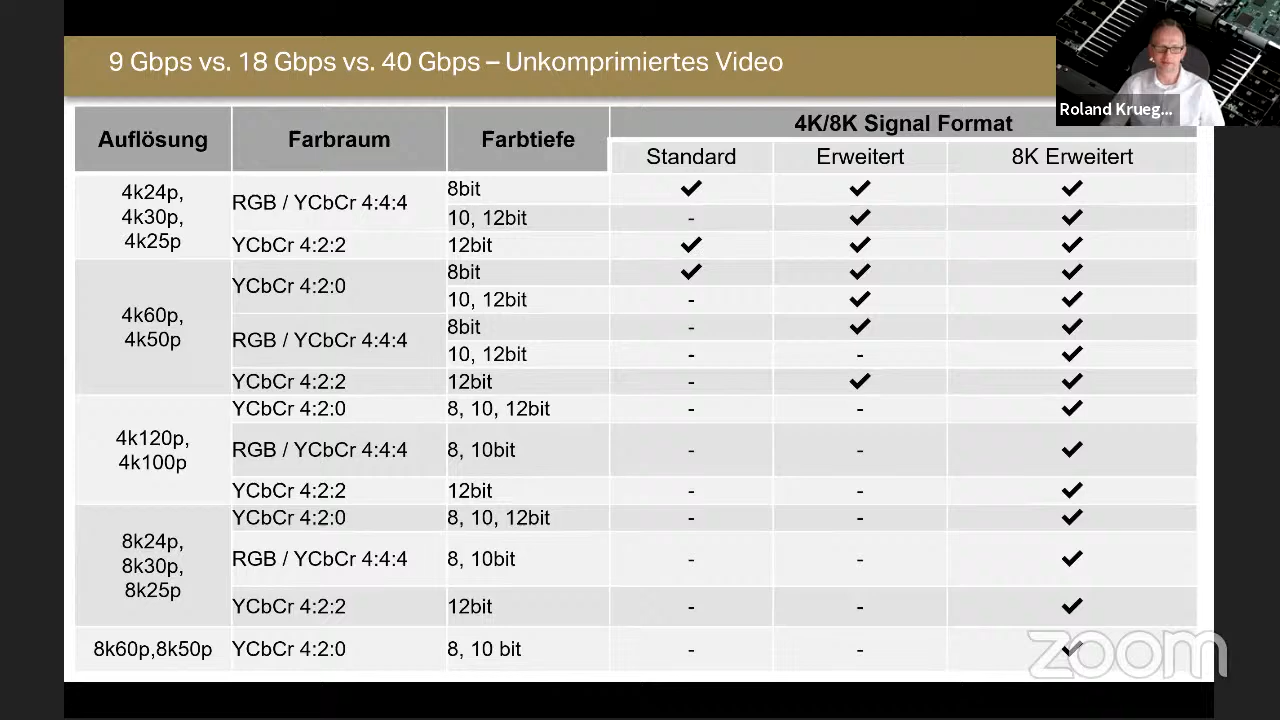 9 Gbps vs. 18 Gbps vs. 40 Gbps – Unkomprimiertes Video
Roland Krueg...
Auflösung Farbraum Farbtiefe 4K/8K Signal Format
Standard Erweitert 8K Erweitert
4k24p,
4k30p,
4k25p
RGB / YCbCr 4:4:4 8bit ✓ ✓ ✓
10, 12bit - ✓ ✓
YCbCr 4:2:2 12bit ✓ ✓ ✓
4k60p,
4k50p
YCbCr 4:2:0 8bit ✓ ✓ ✓
10, 12bit - ✓ ✓
RGB / YCbCr 4:4:4 8bit - ✓ ✓
10, 12bit - - ✓
YCbCr 4:2:2 12bit - ✓ ✓
4k120p,
4k100p
YCbCr 4:2:0 8, 10, 12bit - - ✓
RGB / YCbCr 4:4:4 8, 10bit - - ✓
YCbCr 4:2:2 12bit - - ✓
8k24p,
8k30p,
8k25p
YCbCr 4:2:0 8, 10, 12bit - - ✓
RGB / YCbCr 4:4:4 8, 10bit - - ✓
YCbCr 4:2:2 12bit - - ✓
8k60p,8k50p YCbCr 4:2:0 8, 10 bit - - ✓
zoom